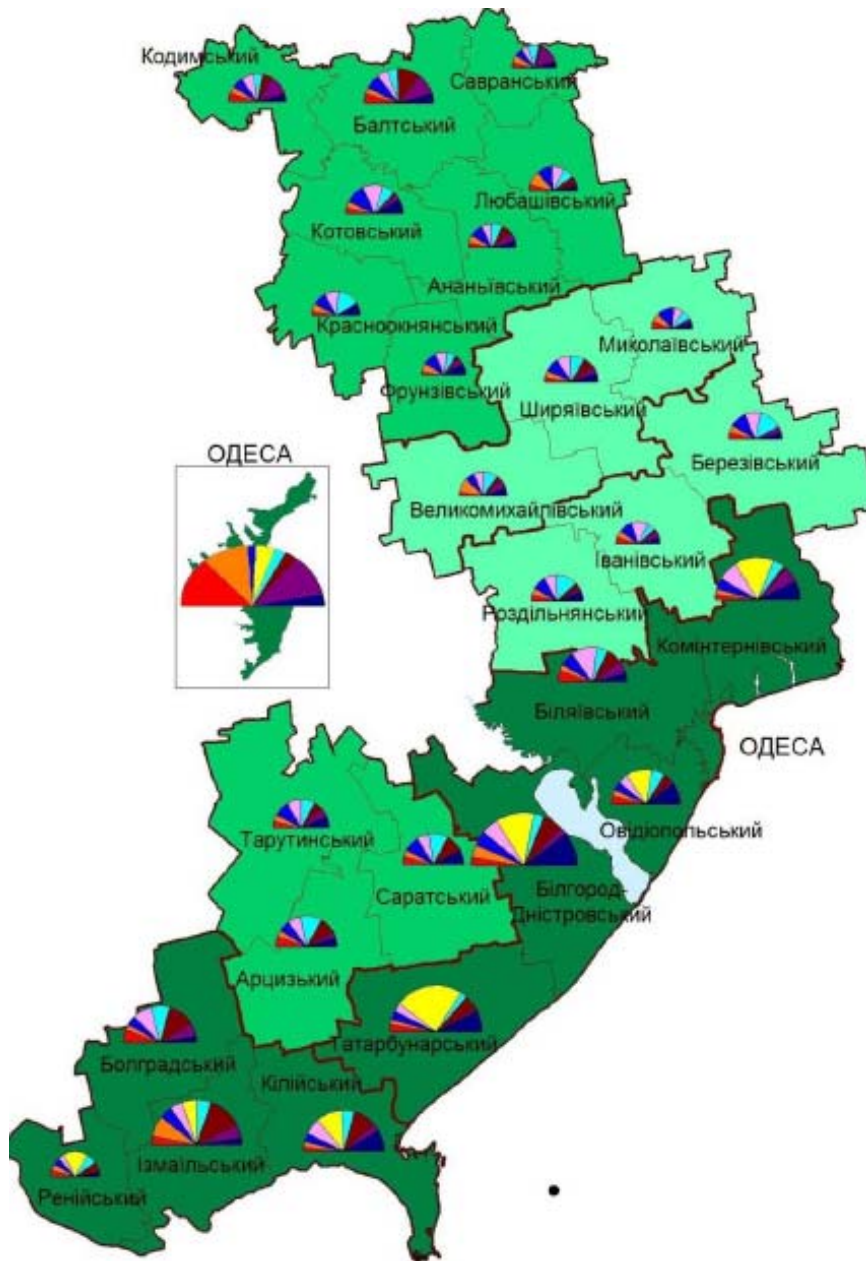 Кодимський
Савранський
Балтський
Любашівський
Котовський
Ананьївський
Красноокнянський
Миколаївський
Фрунзівський
Ширяївський
ОДЕСА
Березівський
Великомихайлівський
Іванівський
Роздільнянський
Комінтернівський
Біляївський
ОДЕСА
Овідіопольський
Тарутинський
Саратський
Білгород-
Дністровський
Арцизький
Татарбунарський
Болградський
Кілійський
Ізмаїльський
Ренійський